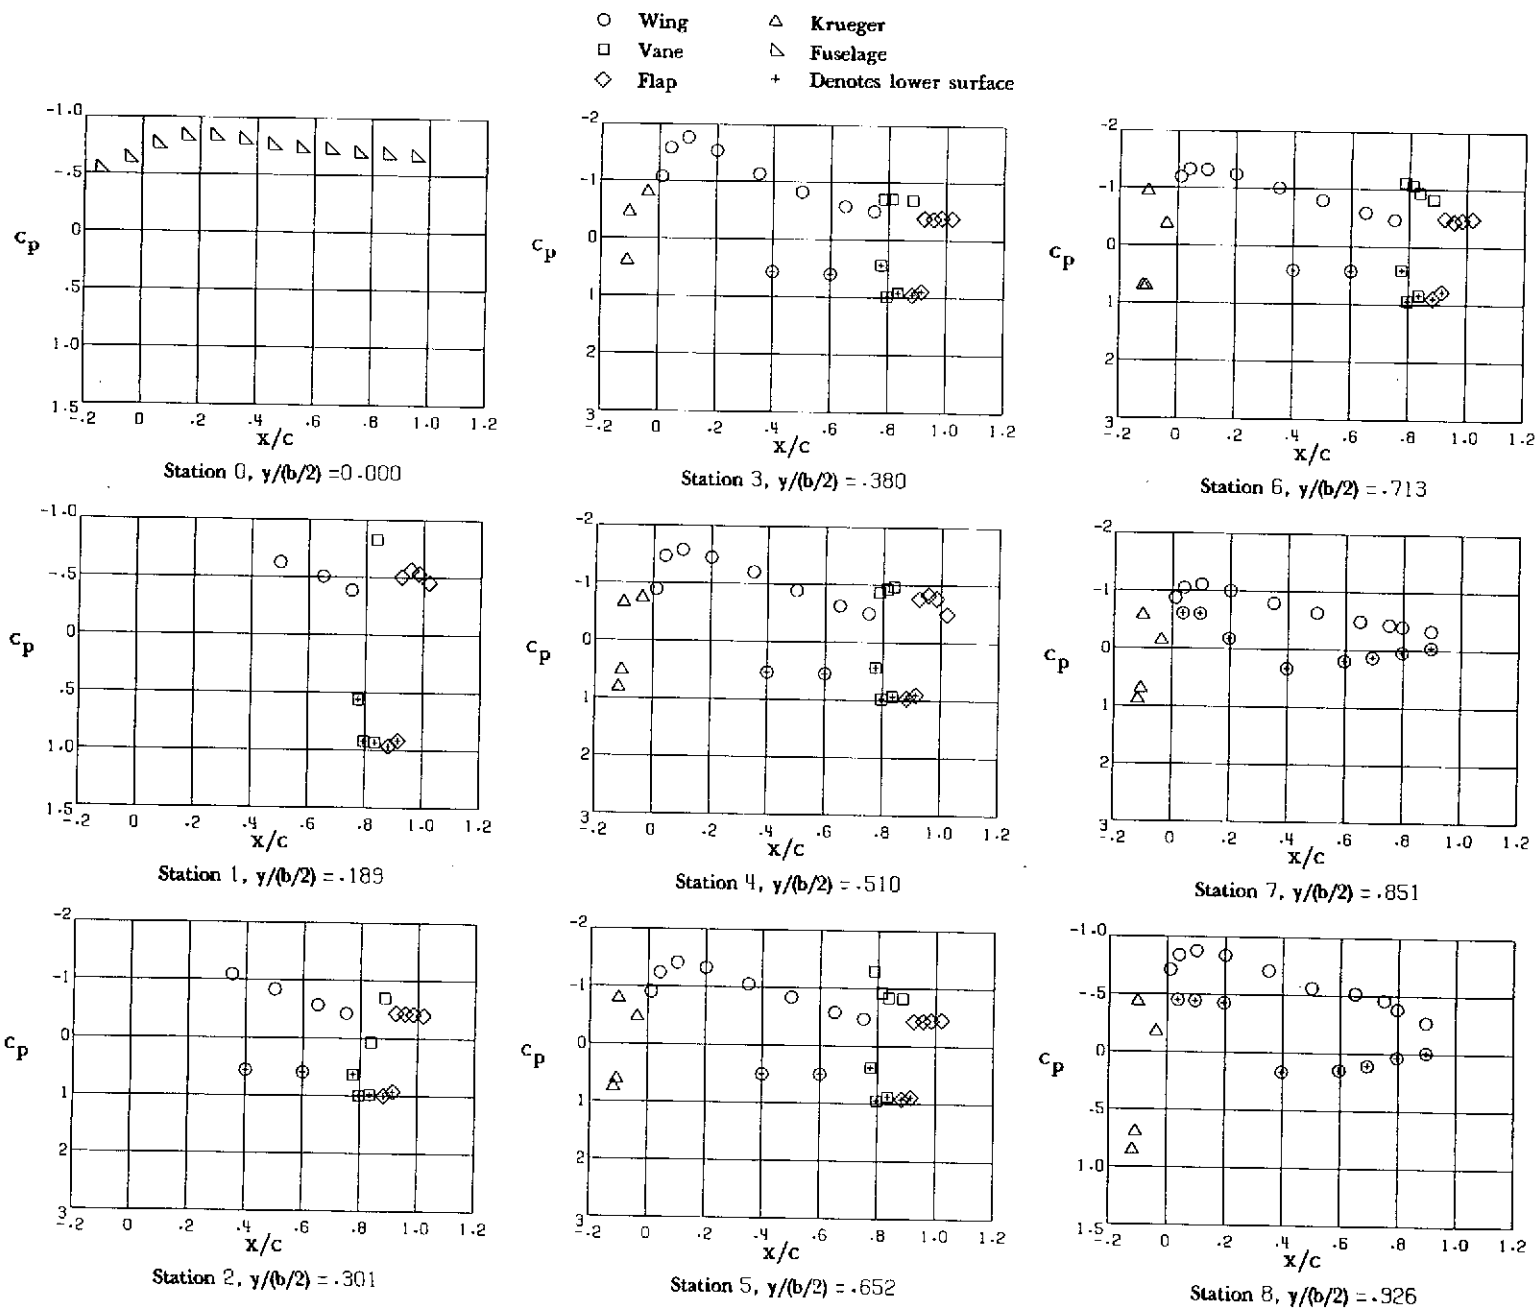 Wing
Krueger
Vane
Fuselage
Flap
+ Denotes lower surface
-1.0
-.5
0
.5
1.0
1.5
cp
-.2 0 .2 .4 .6 .8 1.0 1.2
x/c
Station 0, y/(b/2) =0.000
-2
-1
0
1
2
3
cp
-.2 0 .2 .4 .6 .8 1.0 1.2
x/c
Station 3, y/(b/2) = .380
-2
-1
0
1
2
3
cp
-.2 0 .2 .4 .6 .8 1.0 1.2
x/c
Station 6, y/(b/2) = .713
-1.0
-.5
0
.5
1.0
1.5
cp
-.2 0 .2 .4 .6 .8 1.0 1.2
x/c
Station 1, y/(b/2) = .189
-2
-1
0
1
2
3
cp
-.2 0 .2 .4 .6 .8 1.0 1.2
x/c
Station 4, y/(b/2) = .510
-2
-1
0
1
2
3
cp
-.2 0 .2 .4 .6 .8 1.0 1.2
x/c
Station 7, y/(b/2) = .851
-2
-1
0
1
2
3
cp
-.2 0 .2 .4 .6 .8 1.0 1.2
x/c
Station 2, y/(b/2) = .301
-2
-1
0
1
2
3
cp
-.2 0 .2 .4 .6 .8 1.0 1.2
x/c
Station 5, y/(b/2) = .652
-1.0
-.5
0
.5
1.0
1.5
cp
-.2 0 .2 .4 .6 .8 1.0 1.2
x/c
Station 8, y/(b/2) = .926